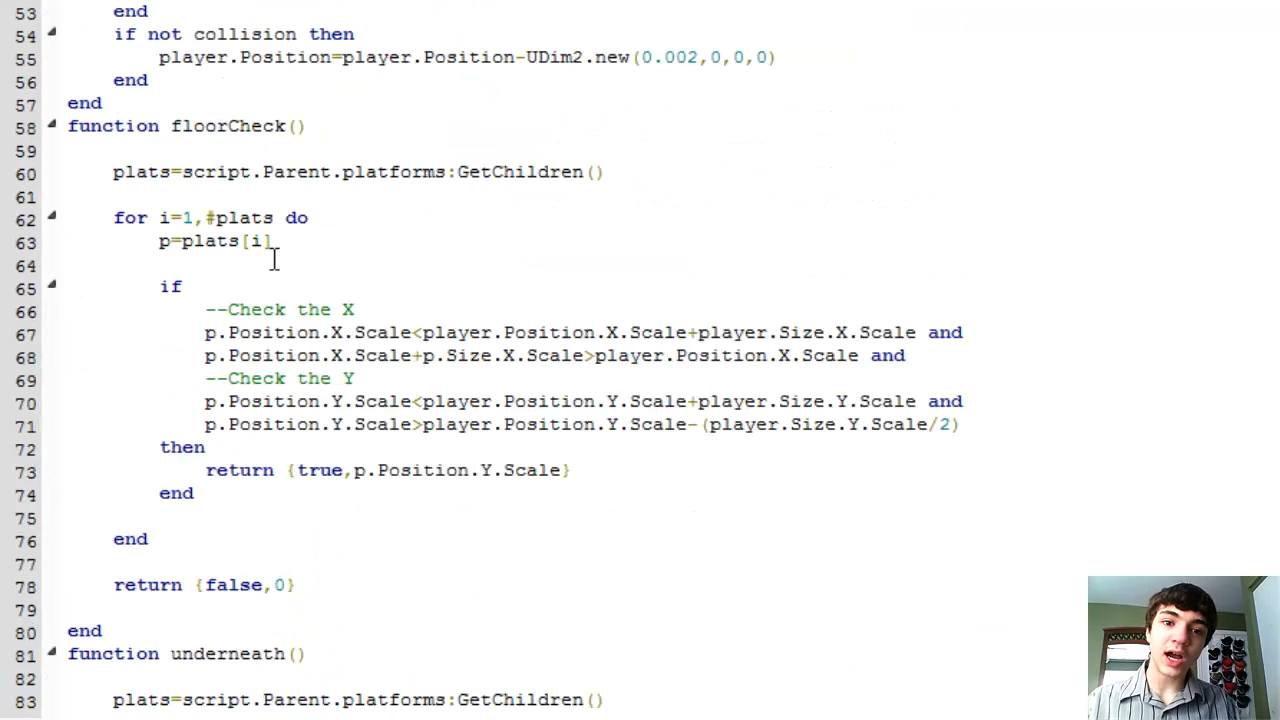 53 end
54 if not collision then
55 player.Position=player.Position-UDim2.new(0.002,0,0,0)
56 end
57 end
58 function floorCheck()
59
60 plats=script.Parent.platforms:GetChildren()
61
62 for i=1,#plats do
63 p=plats[i]
64
65 if
66 --Check the X
67 p.Position.X.Scale<player.Position.X.Scale+player.Size.X.Scale and
68 p.Position.X.Scale+p.Size.X.Scale>player.Position.X.Scale and
69 --Check the Y
70 p.Position.Y.Scale<player.Position.Y.Scale+player.Size.Y.Scale and
71 p.Position.Y.Scale>player.Position.Y.Scale-(player.Size.Y.Scale/2)
72 then
73 return {true,p.Position.Y.Scale}
74 end
75
76 end
77
78 return {false,0}
79
80 end
81 function underneath()
82
83 plats=script.Parent.platforms:GetChildren()